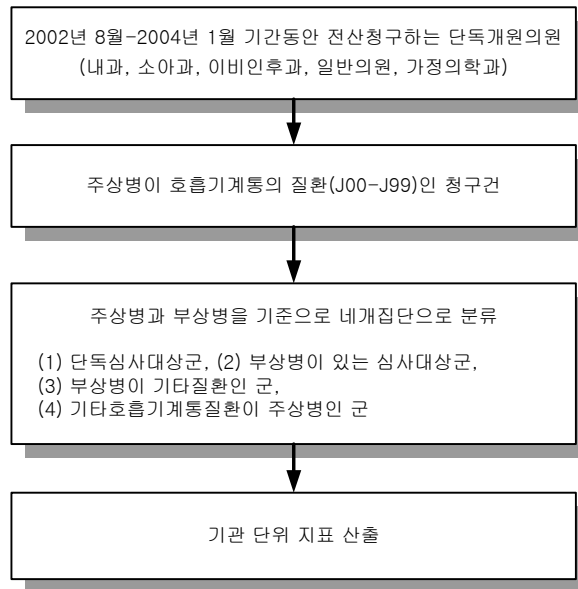 2002년 8월-2004년 1월 기간동안 전산청구하는 단독개원의원
(내과, 소아과, 이비인후과, 일반의원, 가정의학과)
주상병이 호흡기계통의 질환(J00-J99)인 청구건
주상병과 부상병을 기준으로 네개집단으로 분류
(1) 단독심사대상군, (2) 부상병이 있는 심사대상군,
(3) 부상병이 기타질환인 군,
(4) 기타호흡기계통질환이 주상병인 군
기관 단위 지표 산출